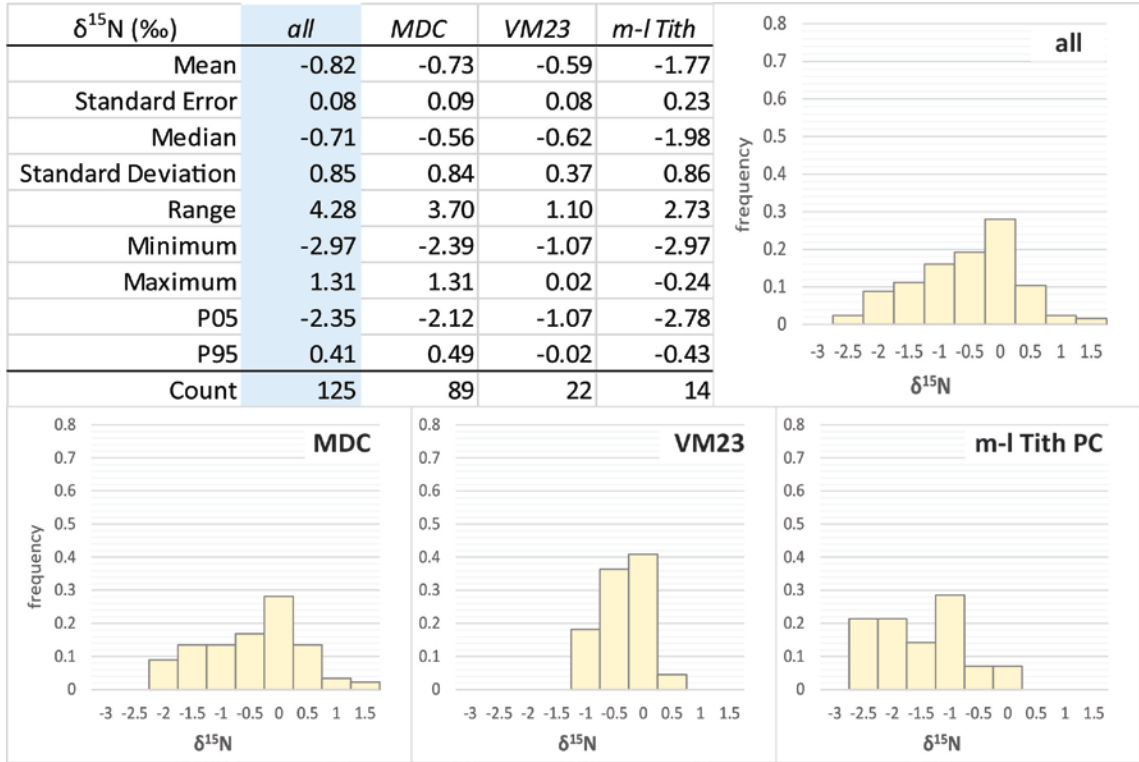 δ¹⁵N (‰) all MDC VM23 m-l Tith
Mean -0.82 -0.73 -0.59 -1.77
Standard Error 0.08 0.09 0.08 0.23
Median -0.71 -0.56 -0.62 -1.98
Standard Deviation 0.85 0.84 0.37 0.86
Range 4.28 3.70 1.10 2.73
Minimum -2.97 -2.39 -1.07 -2.97
Maximum 1.31 1.31 0.02 -0.24
P05 -2.35 -2.12 -1.07 -2.78
P95 0.41 0.49 -0.02 -0.43
Count 125 89 22 14
all
frequency
0.8
0.7
0.6
0.5
0.4
0.3
0.2
0.1
0
-3 -2.5 -2 -1.5 -1 -0.5 0 0.5 1 1.5
δ¹⁵N
MDC
frequency
0.8
0.7
0.6
0.5
0.4
0.3
0.2
0.1
0
-3 -2.5 -2 -1.5 -1 -0.5 0 0.5 1 1.5
δ¹⁵N
VM23
0.8
0.7
0.6
0.5
0.4
0.3
0.2
0.1
0
-3 -2.5 -2 -1.5 -1 -0.5 0 0.5 1 1.5
δ¹⁵N
m-l Tith PC
0.8
0.7
0.6
0.5
0.4
0.3
0.2
0.1
0
-3 -2.5 -2 -1.5 -1 -0.5 0 0.5 1 1.5
δ¹⁵N